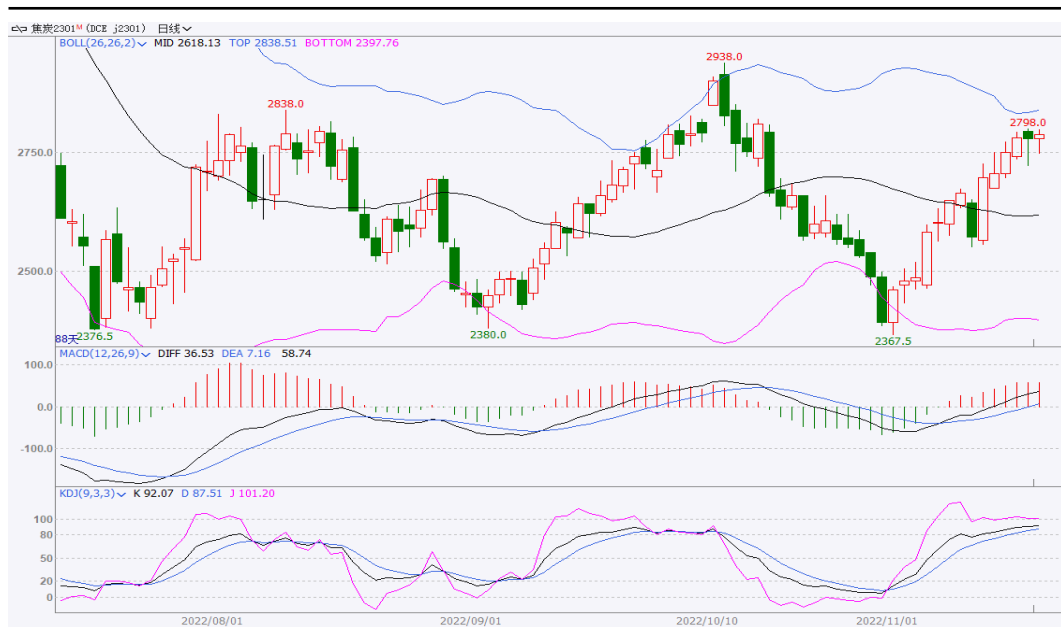 焦炭2301M (DCE j2301) 日线
BOLL(26,26,2) MID 2618.13 TOP 2838.51 BOTTOM 2397.76
2938.0
2838.0
2798.0
2750.0
2500.0
88天
2376.5
2380.0
2367.5
MACD(12,26,9) DIFF 36.53 DEA 7.16 58.74
100.0
0.0
-100.0
KDJ(9,3,3) K 92.07 D 87.51 J 101.20
100
80
50
20
0
2022/08/01 2022/09/01 2022/10/10 2022/11/01